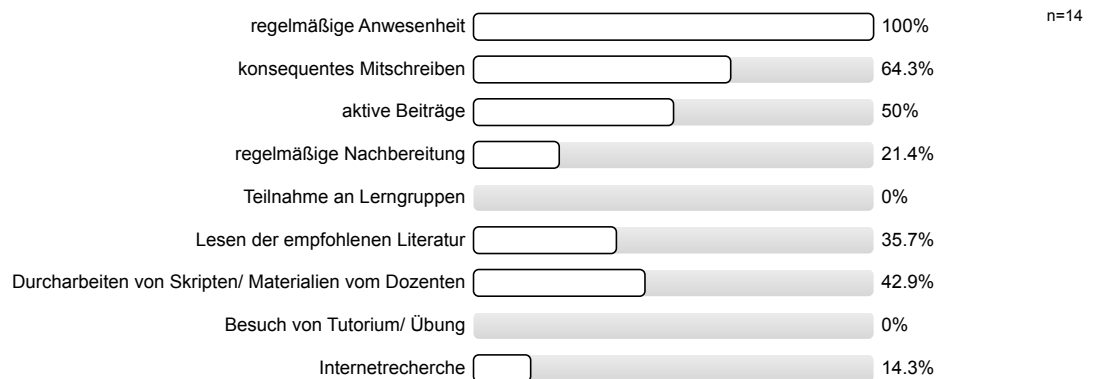 n=14
regelmäßige Anwesenheit 100%
konsequentes Mitschreiben 64.3%
aktive Beiträge 50%
regelmäßige Nachbereitung 21.4%
Teilnahme an Lerngruppen 0%
Lesen der empfohlenen Literatur 35.7%
Durcharbeiten von Skripten/ Materialien vom Dozenten 42.9%
Besuch von Tutorium/ Übung 0%
Internetrecherche 14.3%